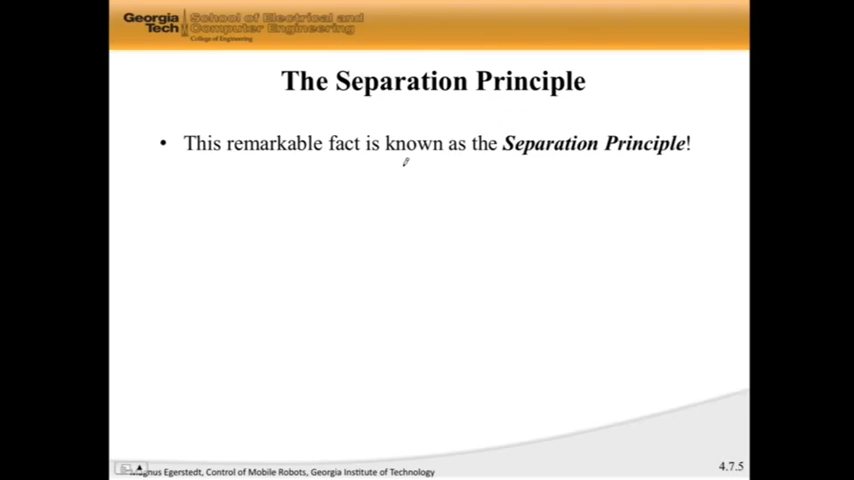 Georgia Tech
School of Electrical and Computer Engineering
College of Engineering
The Separation Principle
• This remarkable fact is known as the Separation Principle!
Magnus Egerstedt, Control of Mobile Robots, Georgia Institute of Technology
4.7.5